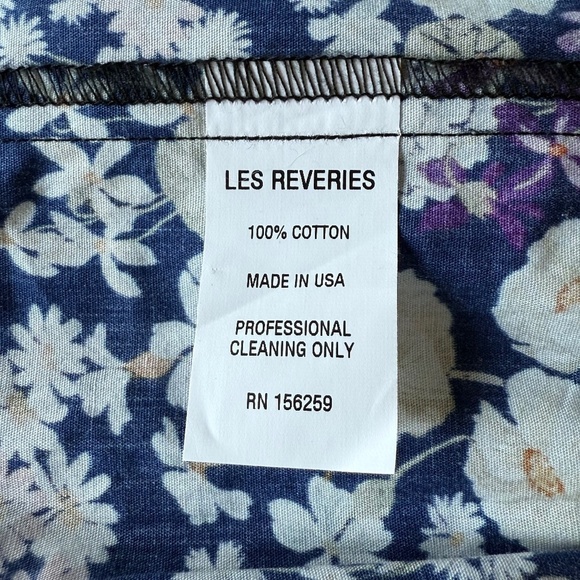 LES REVERIES
100% COTTON
MADE IN USA
PROFESSIONAL
CLEANING ONLY
RN 156259